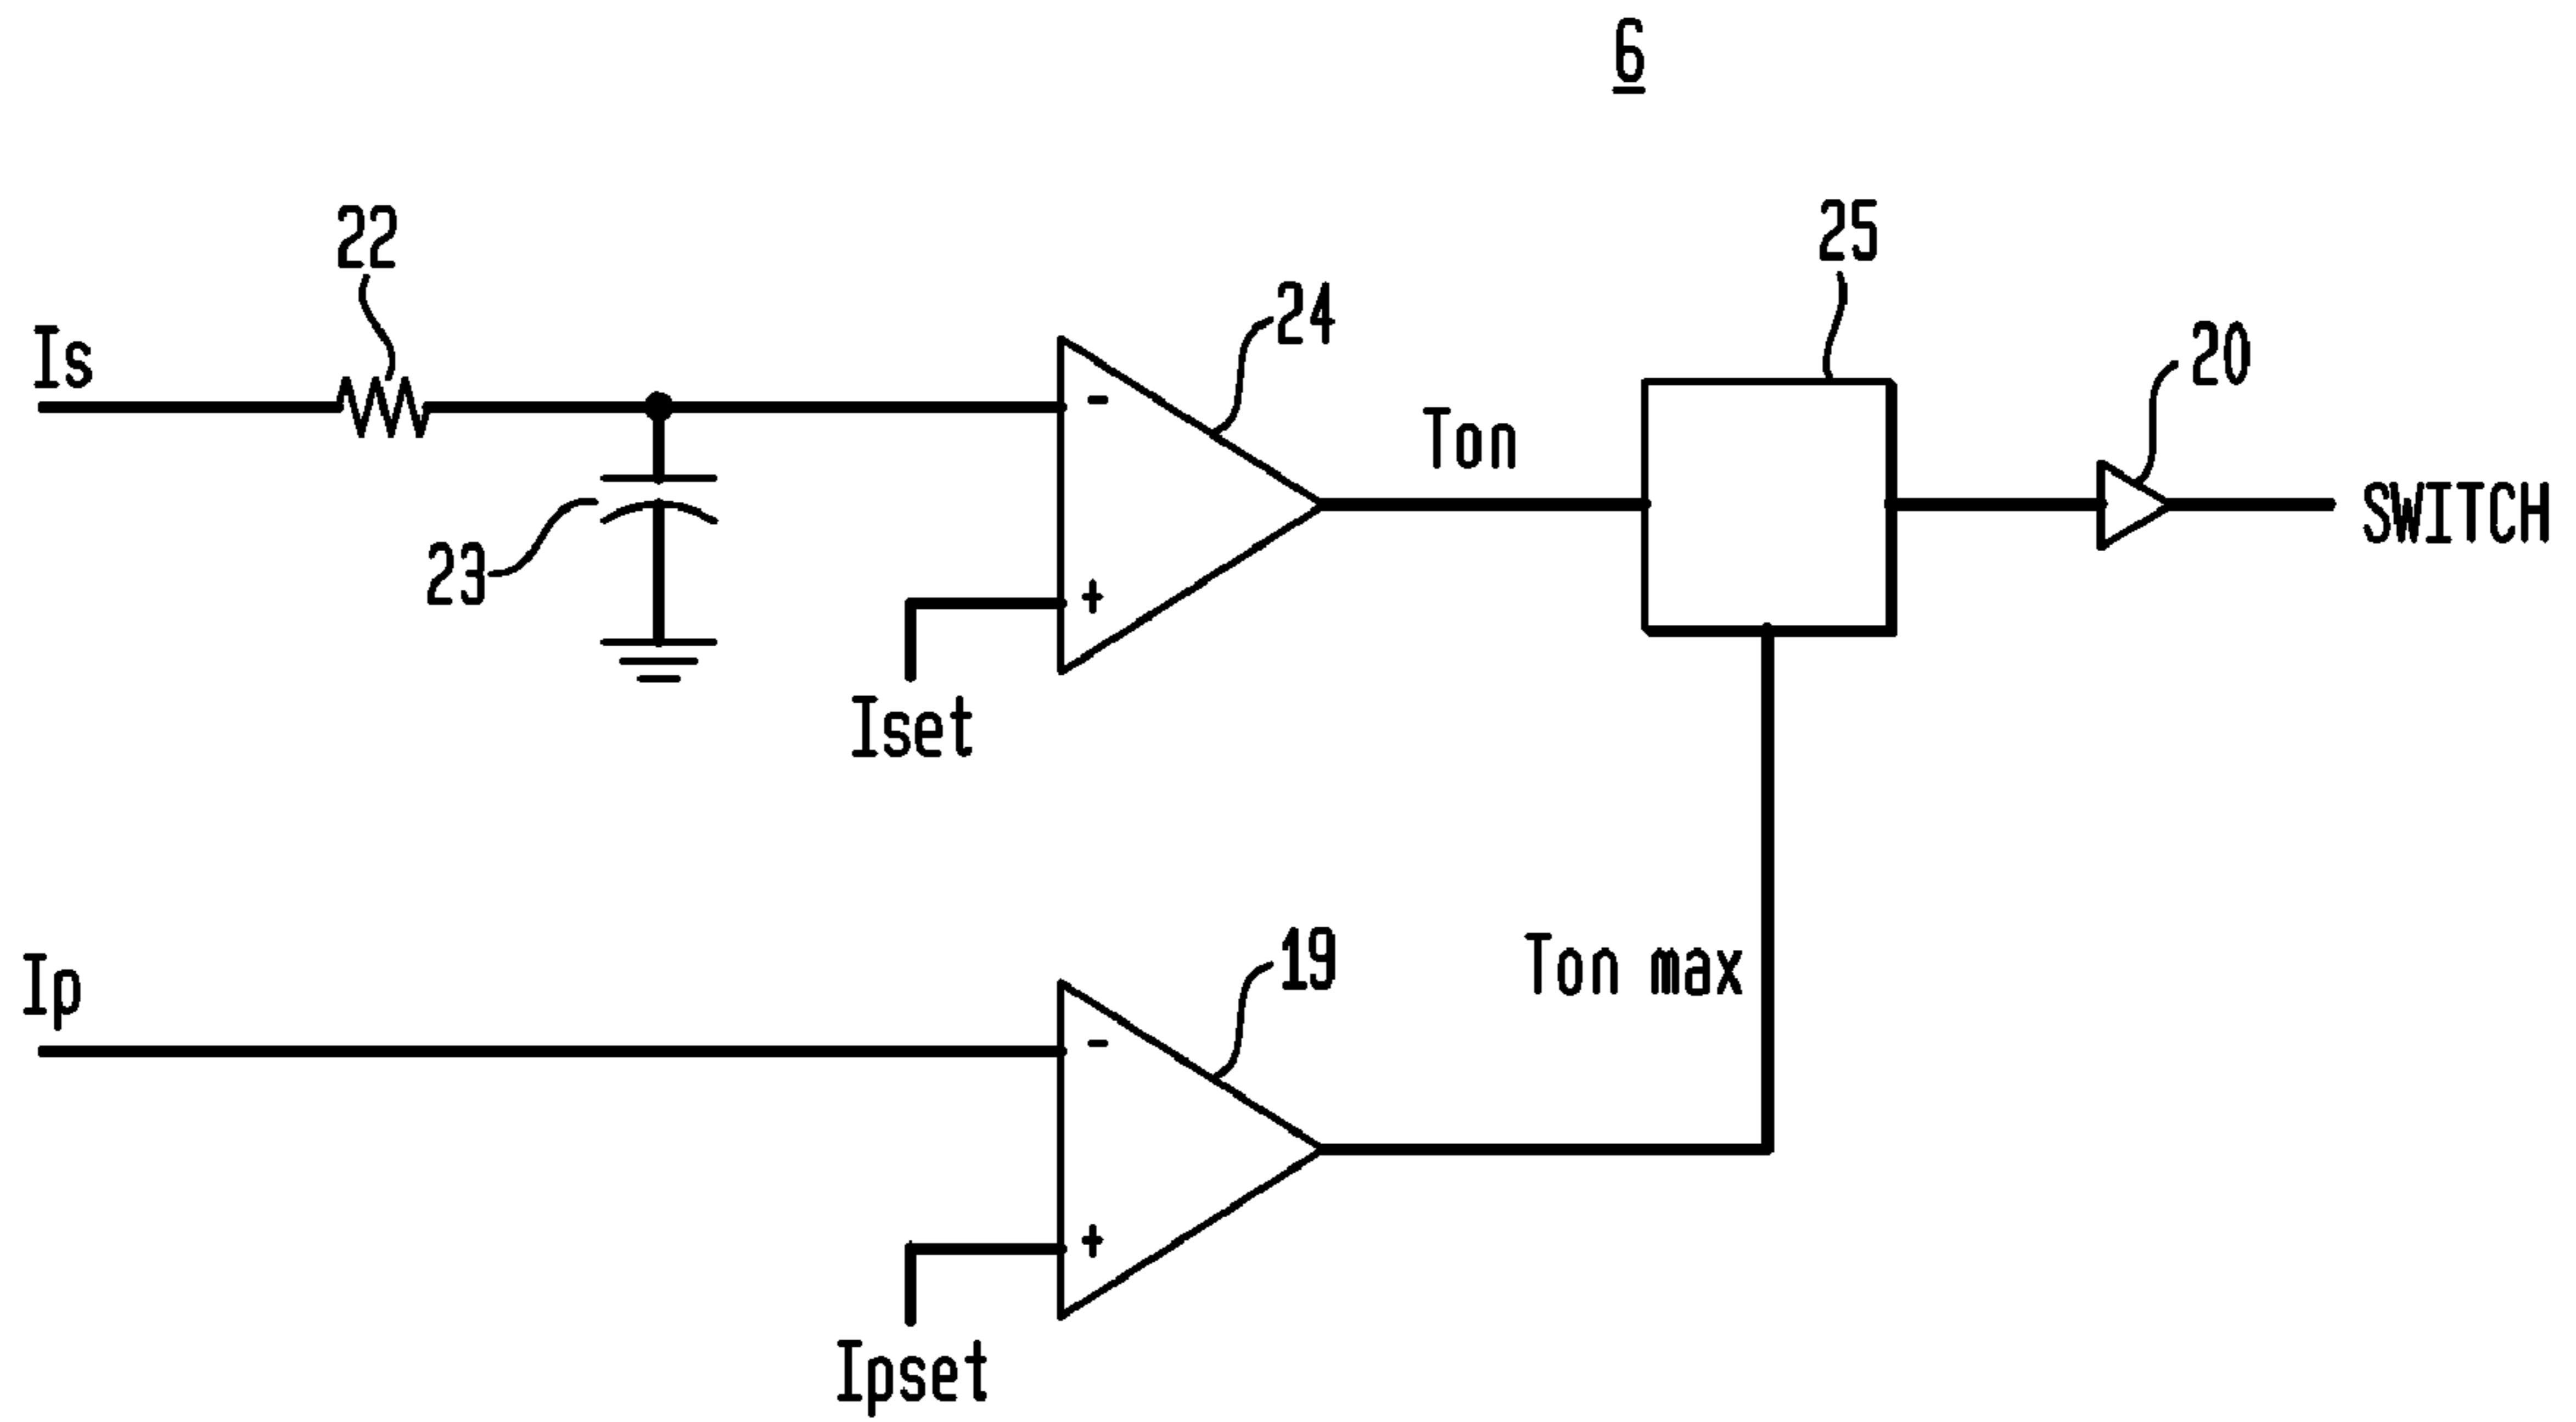 6
22
25
Is
24
20
Ton
SWITCH
23
-
+
Iset
Ip
19
Ton max
-
+
Ipset